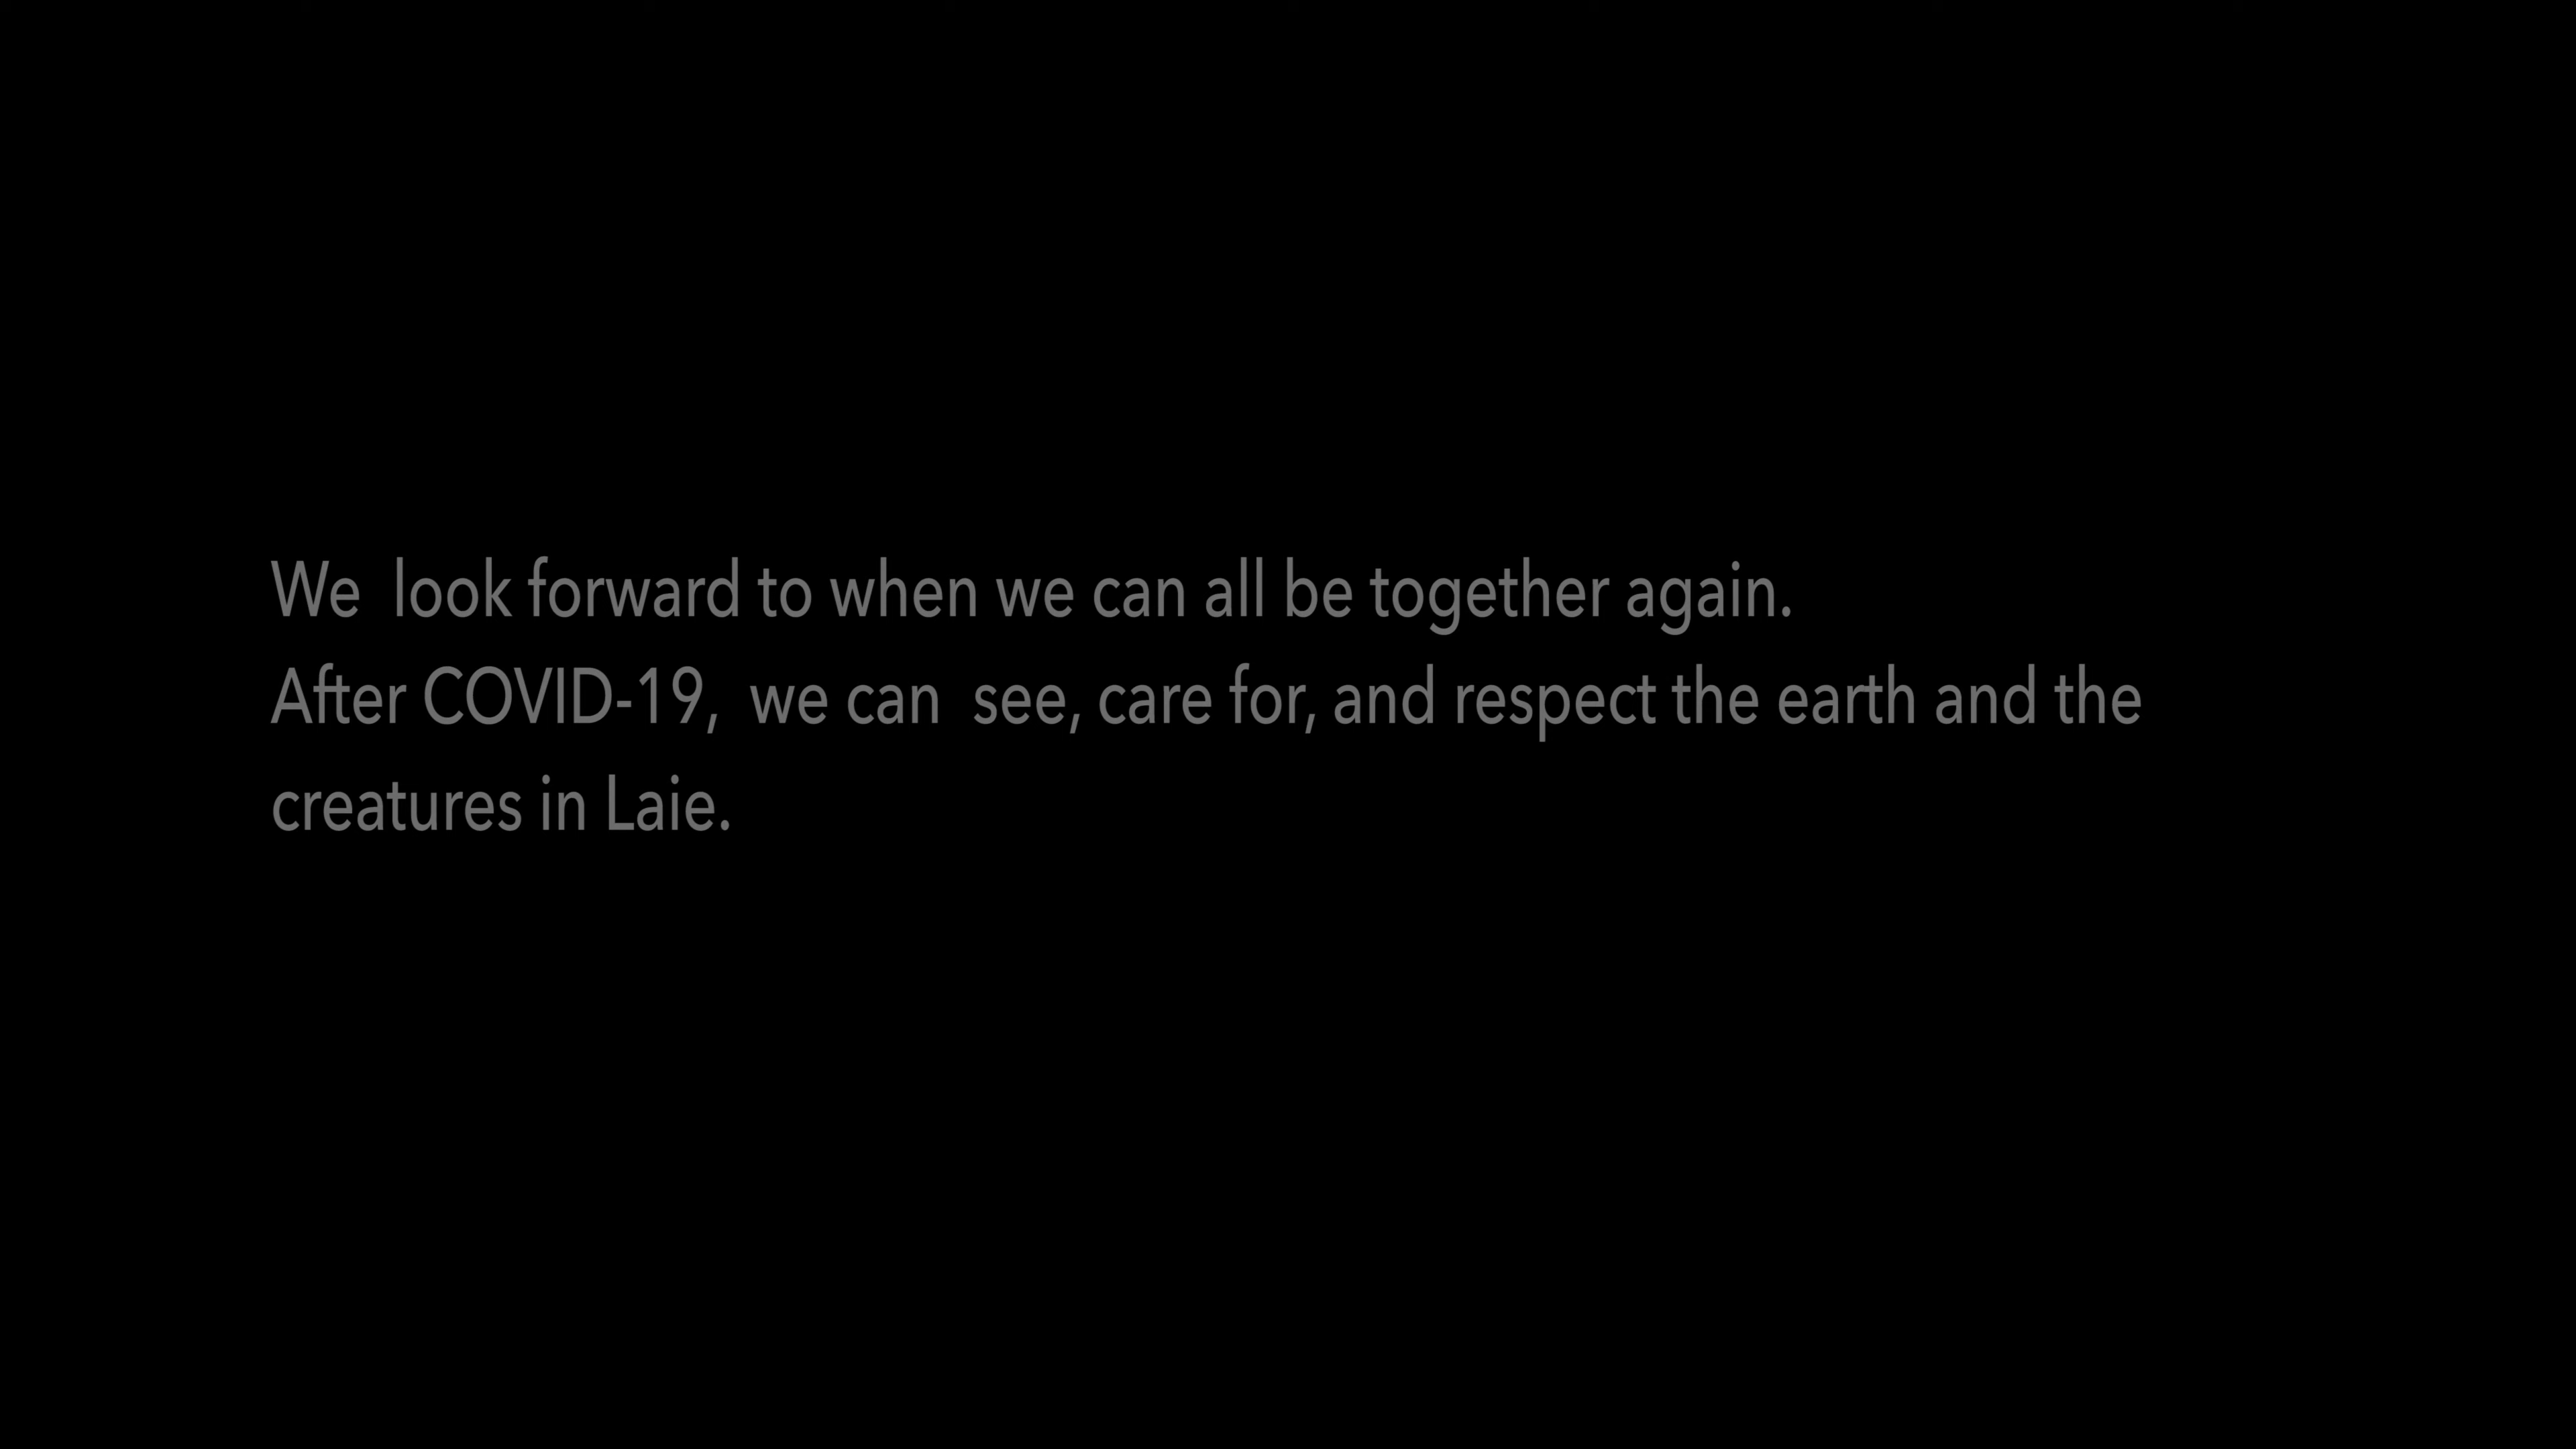 We  look forward to when we can all be together again.
After COVID-19,  we can  see, care for, and respect the earth and the
creatures in Laie.